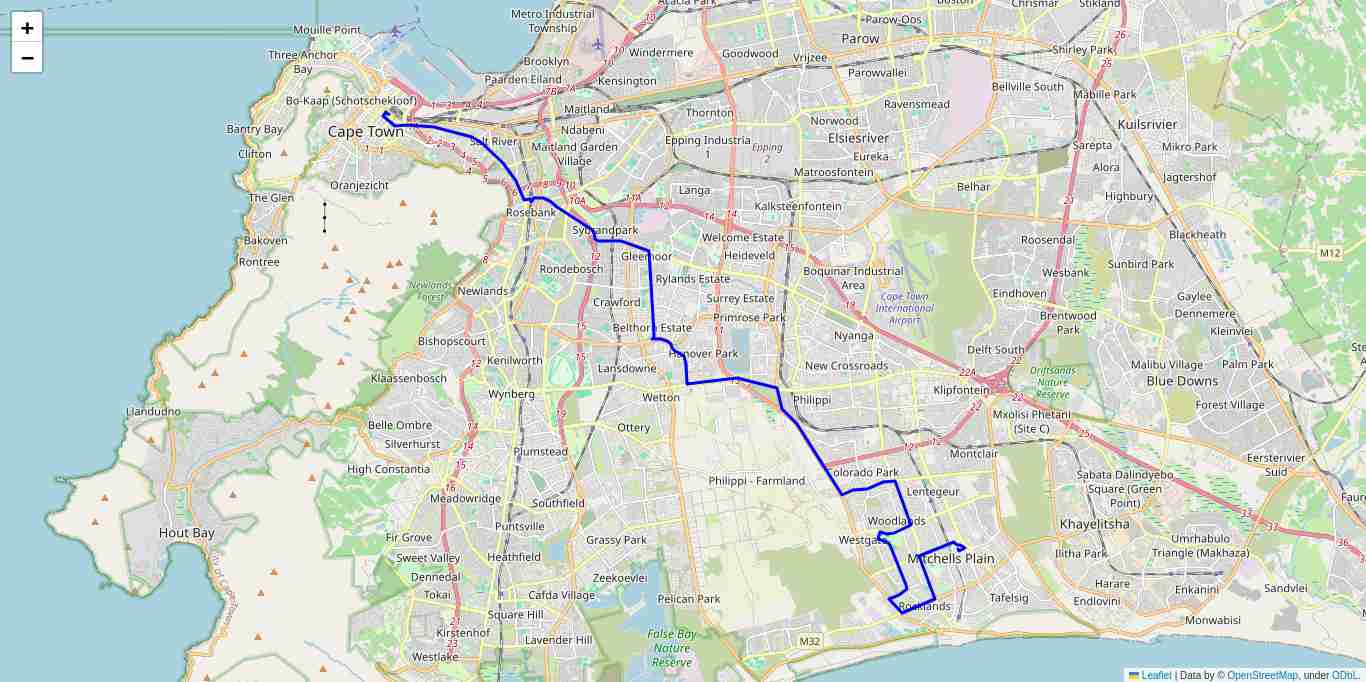 +
−
Metro Industrial
Township
Acacia Park
Boston
Chrismar
Stikland
Mouille Point
Parow-Oos
Parow
Three Anchor
Bay
Windermere
Goodwood
Vrijzee
Shirley Park
Brooklyn
Paarden Eiland
Kensington
Parowvallei
Bellville South
Mabille Park
Bo-Kaap (Schotschekloof)
Maitland
Thornton
Ravensmead
Norwood
Kuilsrivier
Bantry Bay
Cape Town
Ndabeni
Salt River
Maitland Garden
Village
Epping Industria
1
Epping
2
Elsiesriver
Eureka
Sarepta
Mikro Park
Clifton
Matroosfontein
Alora
Jagtershof
Oranjezicht
Langa
Belhar
Highbury
The Glen
Rosebank
Kalksteenfontein
Bakoven
Sybrandpark
Welcome Estate
Roosendal
Blackheath
Rontree
Gleemoor
Heideveld
M12
Rondebosch
Rylands Estate
Boquinar Industrial
Area
Wesbank
Sunbird Park
Newlands
Forest
Newlands
Crawford
Surrey Estate
Cape Town
International
Airport
Eindhoven
Gaylee
Dennemere
Primrose Park
Brentwood
Park
Kleinvlei
Belthorn Estate
Nyanga
Bishopscourt
Hanover Park
Delft South
Kenilworth
Lansdowne
New Crossroads
Driftsands
Nature
Reserve
Malibu Village
Palm Park
Klaassenbosch
Blue Downs
Wynberg
Wetton
Philippi
Klipfontein
Forest Village
Llandudno
Mxolisi Phetani
(Site C)
Belle Ombre
Silverhurst
Ottery
Plumstead
Montclair
Eersterivier
Suid
High Constantia
Colorado Park
Sabata Dalindyebo
Square (Green
Point)
Philippi - Farmland
Meadowridge
Southfield
Lentegeur
Hout Bay
Puntsville
Woodlands
Khayelitsha
Fir Grove
Grassy Park
Westgate
Umrhabulo
Triangle (Makhaza)
Sweet Valley
Heathfield
Mitchells Plain
Ilitha Park
Dennedal
Zeekoevlei
Harare
Enkanini
Sandvlei
Tokai
Cafda Village
Pelican Park
Rocklands
Tafelsig
Endlovini
Square Hill
Monwabisi
Kirstenhof
Lavender Hill
False Bay
Nature
Reserve
M32
Westlake
Leaflet | Data by © OpenStreetMap, under ODbL.